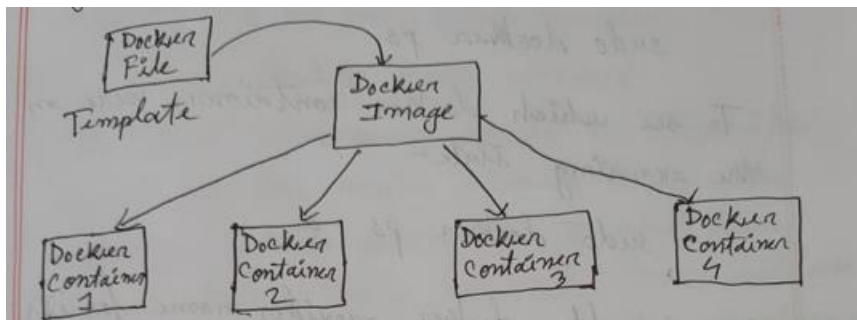 Docker
File
Template
Docker
Image
Docker
Container
1
Docker
Container
2
Docker
Container
3
Docker
Container
4